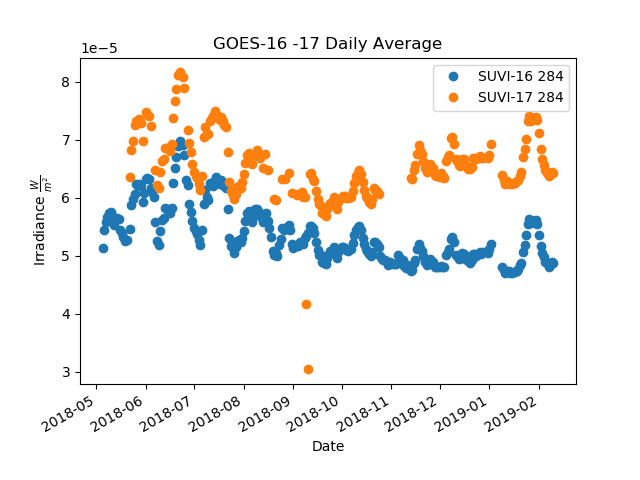 GOES-16 -17 Daily Average
1e−5
SUVI-16 284
SUVI-17 284
8
7
6
5
4
3
Irradiance W/m²
2018-05
2018-06
2018-07
2018-08
2018-09
2018-10
2018-11
2018-12
2019-01
2019-02
Date